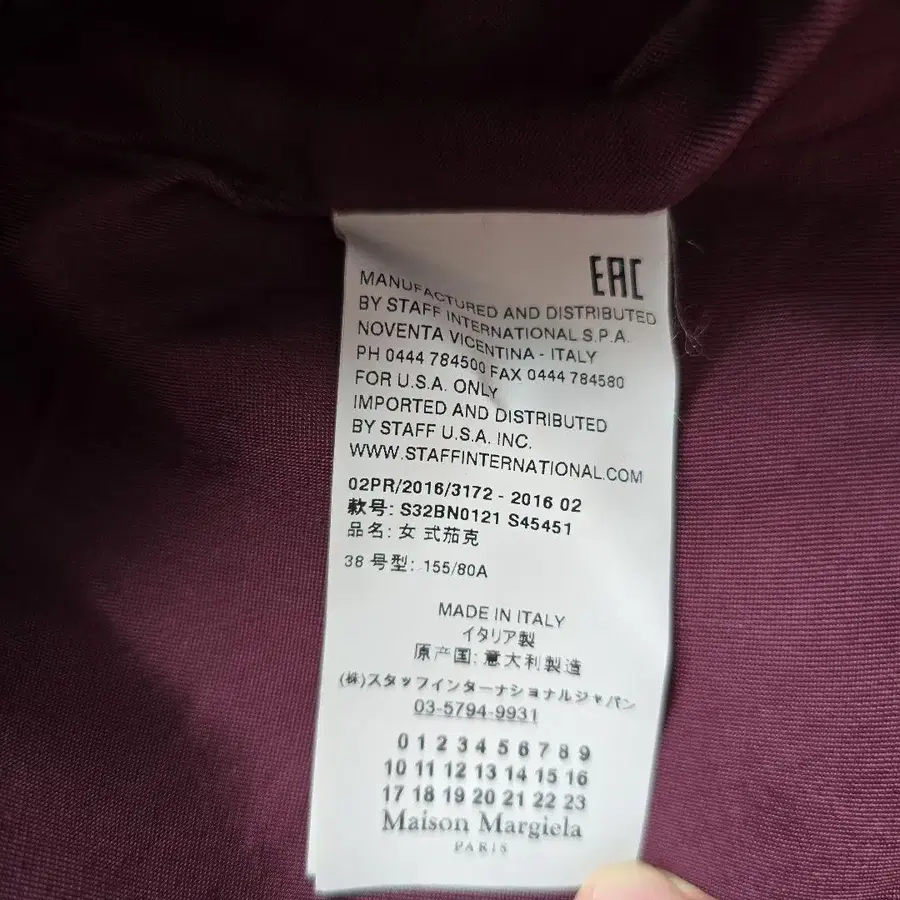 EAC
MANUFACTURED AND DISTRIBUTED
BY STAFF INTERNATIONAL S.P.A.
NOVENTA VICENTINA - ITALY
PH 0444 784500 FAX 0444 784580
FOR U.S.A. ONLY
IMPORTED AND DISTRIBUTED
BY STAFF U.S.A. INC.
WWW.STAFFINTERNATIONAL.COM
02PR/2016/3172 - 2016 02
款号: S32BN0121 S45451
品名: 女 式茄克
38 号型: 155/80A
MADE IN ITALY
イタリア製
原产国: 意大利製造
(株)スタッフインターナショナルジャパン
03-5794-9931
0 1 2 3 4 5 6 7 8 9
10 11 12 13 14 15 16
17 18 19 20 21 22 23
Maison Margiela
PARIS